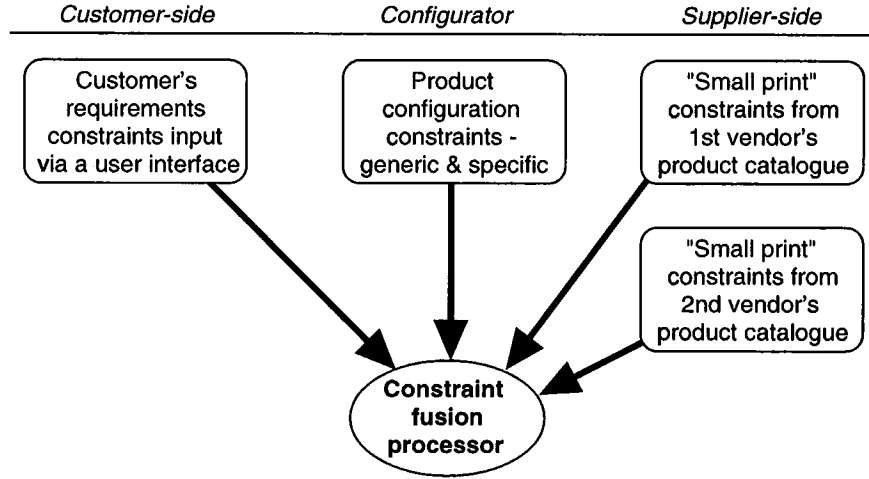 Customer-side
Configurator
Supplier-side
Customer's
requirements
constraints input
via a user interface
Product
configuration
constraints -
generic & specific
"Small print"
constraints from
1st vendor's
product catalogue
"Small print"
constraints from
2nd vendor's
product catalogue
Constraint
fusion
processor